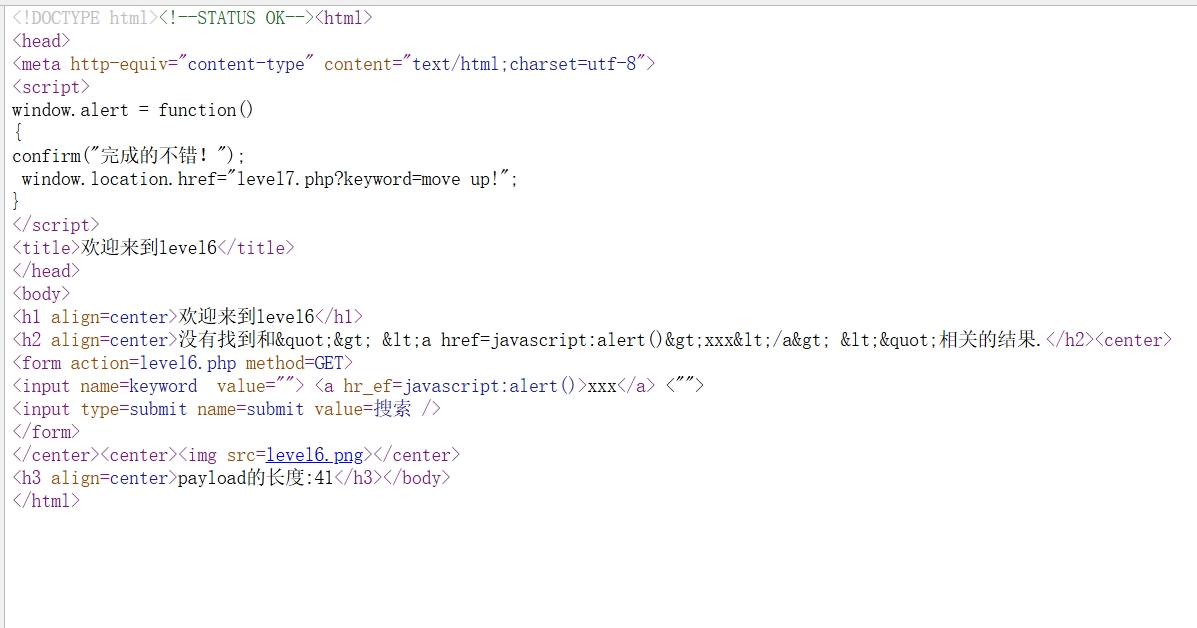 <!DOCTYPE html><!--STATUS OK--><html>
<head>
<meta http-equiv="content-type" content="text/html;charset=utf-8">
<script>
window.alert = function()
{
confirm("完成的不错！");
 window.location.href="level7.php?keyword=move up!";
}
</script>
<title>欢迎来到level6</title>
</head>
<body>
<h1 align=center>欢迎来到level6</h1>
<h2 align=center>没有找到和&quot;&gt; &lt;a href=javascript:alert()&gt;xxx&lt;/a&gt; &lt;&quot;相关的结果.</h2><center>
<form action=level6.php method=GET>
<input name=keyword  value=""> <a hr_ef=javascript:alert()>xxx</a> <"">
<input type=submit name=submit value=搜索 />
</form>
</center><center><img src=level6.png></center>
<h3 align=center>payload的长度:41</h3></body>
</html>